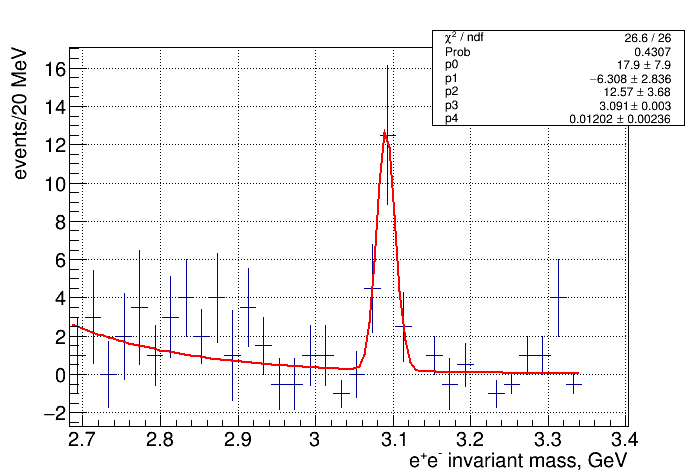 χ² / ndf 26.6 / 26
Prob 0.4307
p0 17.9 ± 7.9
p1 −6.308 ± 2.836
p2 12.57 ± 3.68
p3 3.091 ± 0.003
p4 0.01202 ± 0.00236
events/20 MeV
16
14
12
10
8
6
4
2
0
−2
2.7 2.8 2.9 3 3.1 3.2 3.3 3.4
e⁺e⁻ invariant mass, GeV